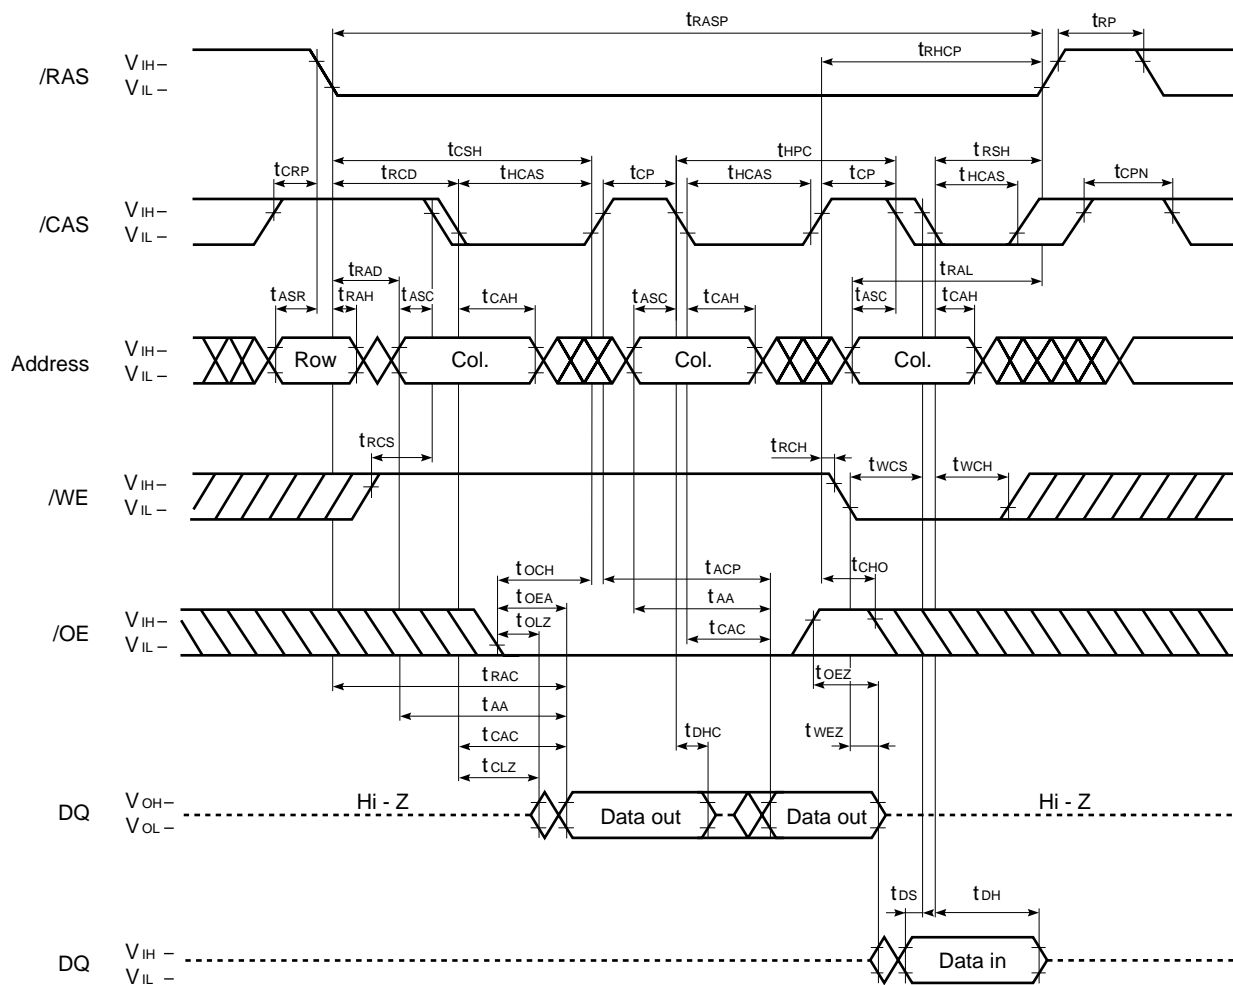 tRASP
tRP
tRHCP
/RAS
VIH–
VIL –
tCSH
tHPC
tRSH
tCRP
tRCD
tHCAS
tCP
tHCAS
tCP
tHCAS
tCPN
/CAS
VIH–
VIL –
tRAD
tRAL
tASR
tRAH
tASC
tCAH
tASC
tCAH
tASC
tCAH
Address
VIH–
VIL –
Row
Col.
Col.
Col.
tRCS
tRCH
tWCS
tWCH
/WE
VIH–
VIL–
tOCH
tACP
tCHO
tOEA
tAA
tOLZ
tCAC
/OE
VIH–
VIL–
tRAC
tOEZ
tAA
tCAC
tDHC
tWEZ
tCLZ
DQ
VOH–
VOL –
Hi - Z
Data out
Data out
Hi - Z
tDS
tDH
DQ
VIH –
VIL –
Data in